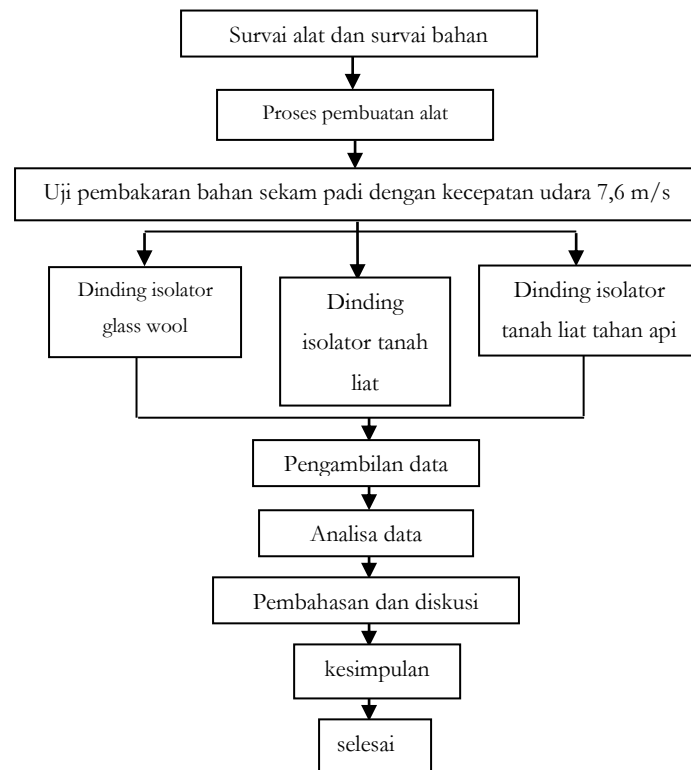 Survai alat dan survai bahan
Proses pembuatan alat
Uji pembakaran bahan sekam padi dengan kecepatan udara 7,6 m/s
Dinding isolator
glass wool
Dinding
isolator tanah
liat
Dinding isolator
tanah liat tahan api
Pengambilan data
Analisa data
Pembahasan dan diskusi
kesimpulan
selesai